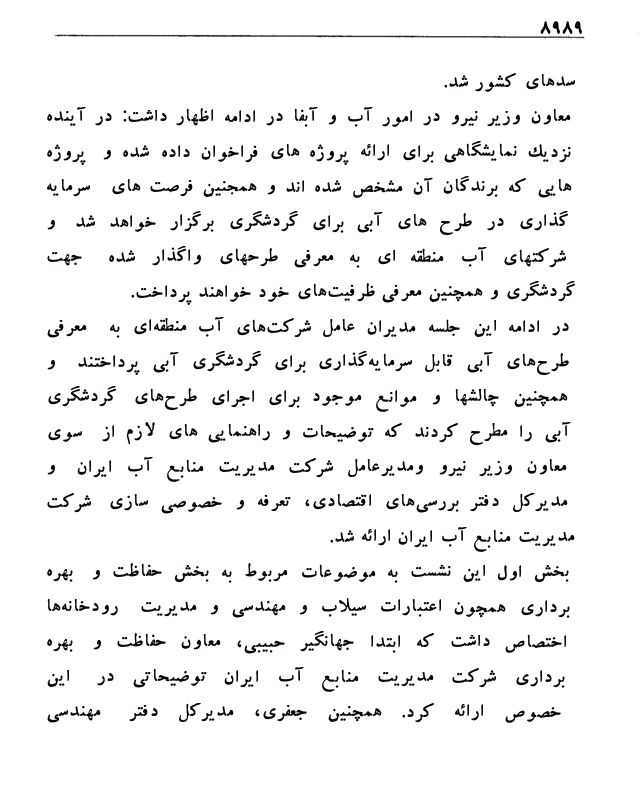 ۸۹۸۹
سدهای کشور شد.
معاون وزیر نیرو در امور آب و آبفا در ادامه اظهار داشت: در آینده
نزدیك نمایشگاهی برای ارائه پروژه های فراخوان داده شده و پروژه
هایی که برندگان آن مشخص شده اند و همجنین فرصت های سرمایه
گذاری در طرح های آبی برای گردشگری برگزار خواهد شد و
شرکتهای آب منطقه ای به معرفی طرحهای واگذار شده جهت
گردشگری و همچنین معرفی ظرفیت‌های خود خواهند پرداخت.
در ادامه این جلسه مدیران عامل شرکت‌های آب منطقه‌ای به معرفی
طرح‌های آبی قابل سرمایه‌گذاری برای گردشگری آبی پرداختند و
همچنین چالشها و موانع موجود برای اجرای طرح‌های گردشگری
آبی را مطرح کردند که توضیحات و راهنمایی های لازم از سوی
معاون وزیر نیرو ومدیرعامل شرکت مدیریت منابع آب ایران و
مدیرکل دفتر بررسی‌های اقتصادی، تعرفه و خصوصی سازی شرکت
مدیریت منابع آب ایران ارائه شد.
بخش اول این نشست به موضوعات مربوط به بخش حفاظت و بهره
برداری همچون اعتبارات سیلاب و مهندسی و مدیریت رودخانه‌ها
اختصاص داشت که ابتدا جهانگیر حبیبی، معاون حفاظت و بهره
برداری شرکت مدیریت منابع آب ایران توضیحاتی در این
خصوص ارائه کرد. همچنین جعفری، مدیرکل دفتر مهندسی